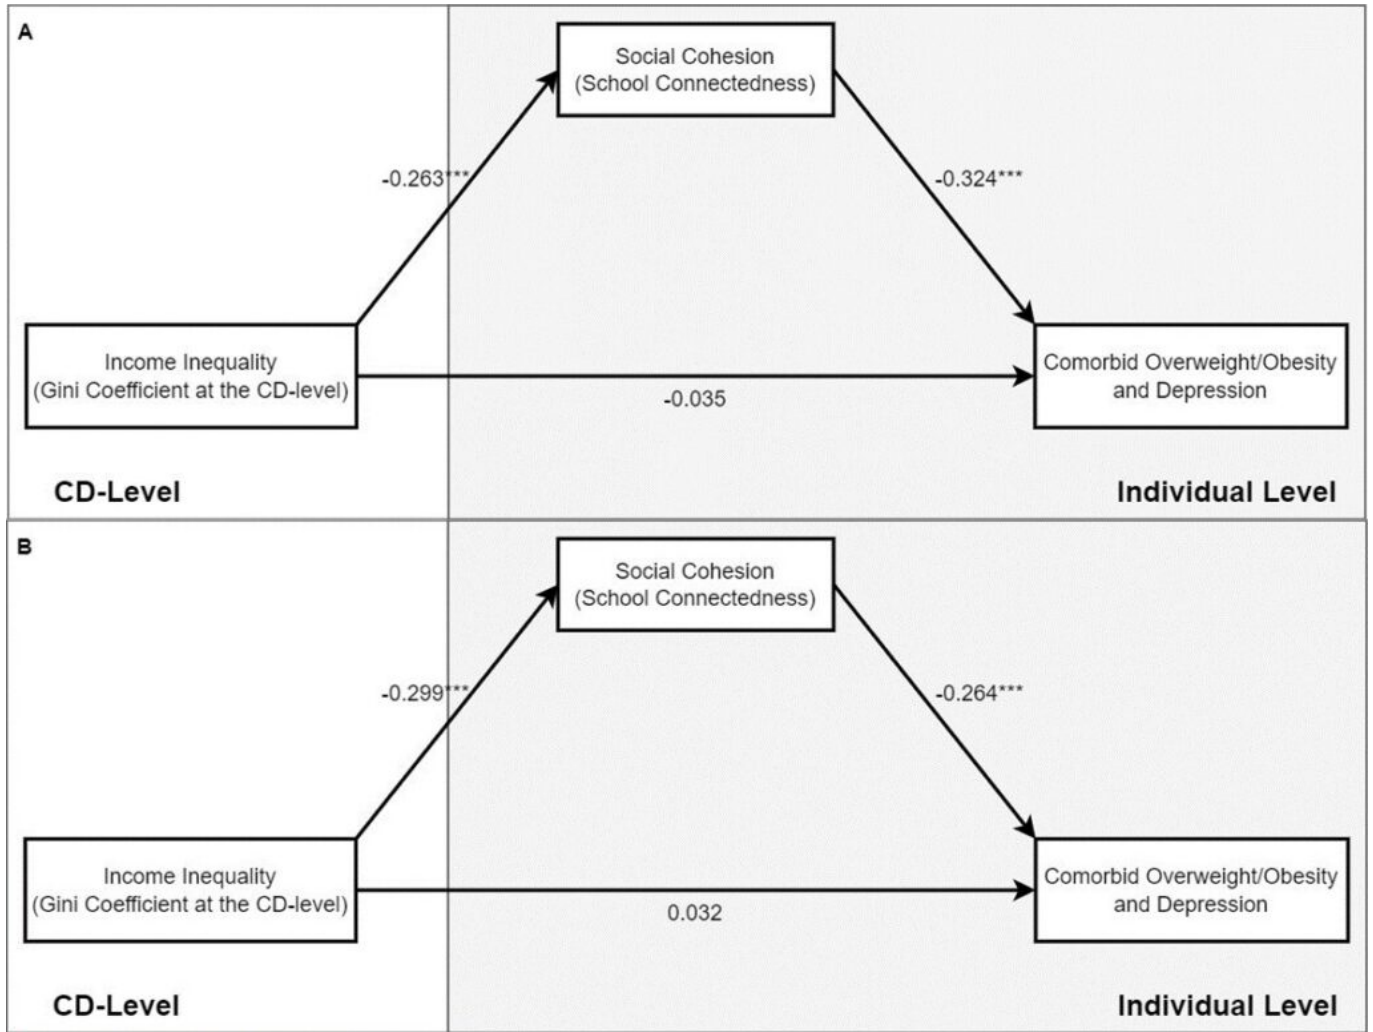 A
Social Cohesion
(School Connectedness)
-0.263***
-0.324***
Income Inequality
(Gini Coefficient at the CD-level)
Comorbid Overweight/Obesity
and Depression
-0.035
CD-Level
Individual Level
B
Social Cohesion
(School Connectedness)
-0.299***
-0.264***
Income Inequality
(Gini Coefficient at the CD-level)
Comorbid Overweight/Obesity
and Depression
0.032
CD-Level
Individual Level